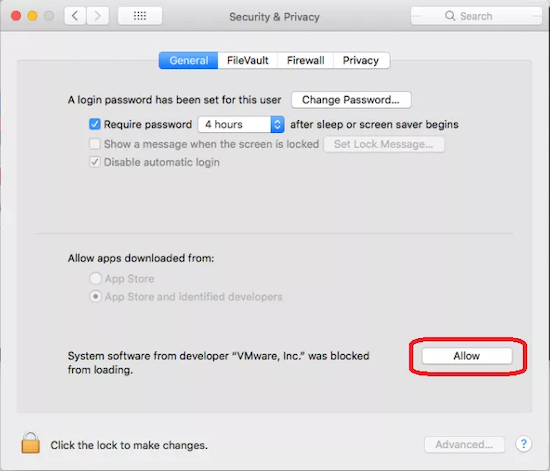 Security & Privacy
Search
General FileVault Firewall Privacy
A login password has been set for this user Change Password...
Require password 4 hours after sleep or screen saver begins
Show a message when the screen is locked Set Lock Message...
Disable automatic login
Allow apps downloaded from:
App Store
App Store and identified developers
System software from developer “VMware, Inc.” was blocked Allow
from loading.
Click the lock to make changes. Advanced... ?